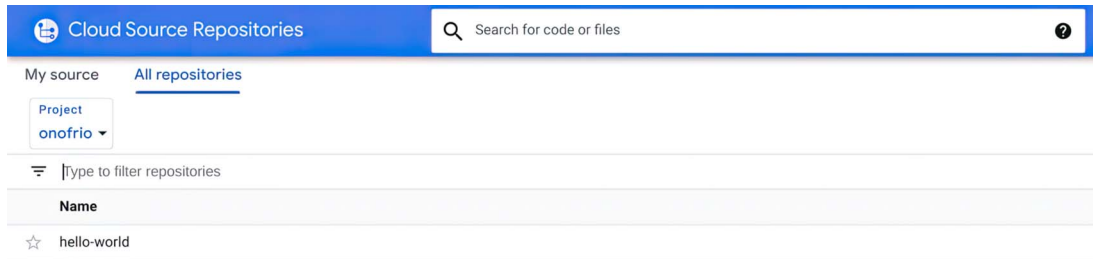 Cloud Source Repositories Search for code or files
My source All repositories
Project
onofrio
Type to filter repositories
Name
hello-world